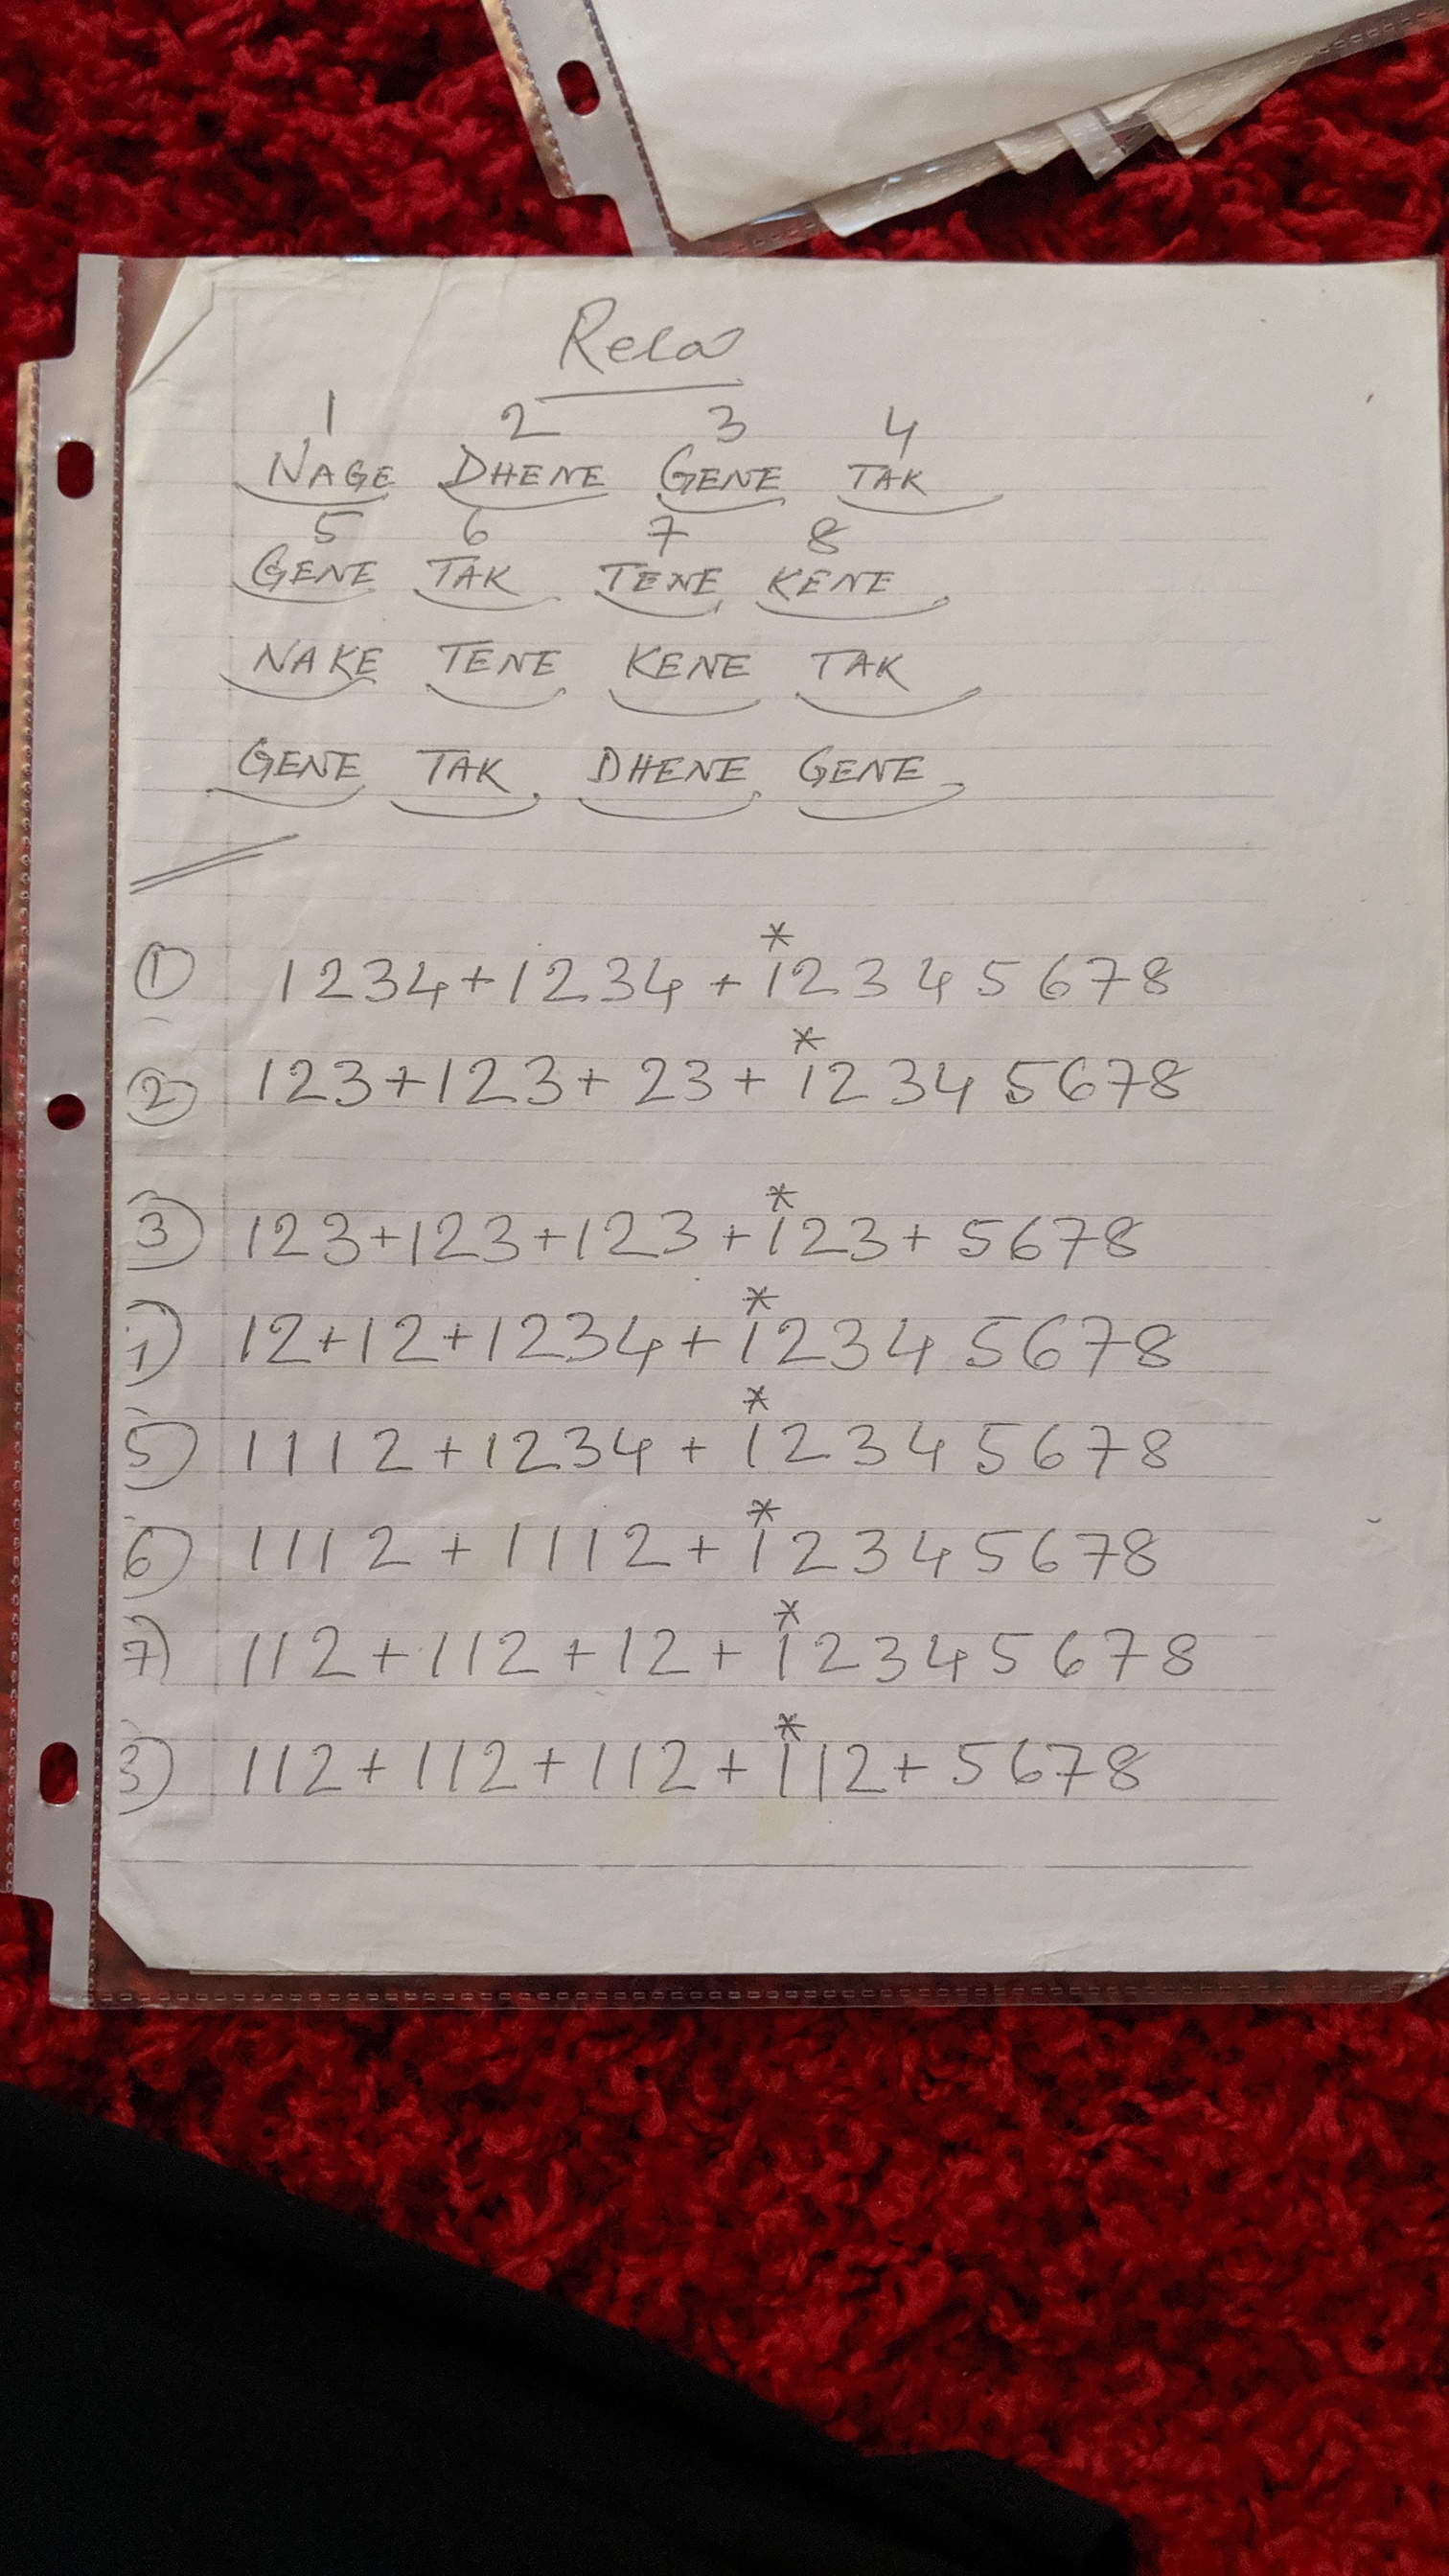 Rela
1 2 3 4
NAGE DHENE GENE TAK
5 6 7 8
GENE TAK TENE KENE
NAKE TENE KENE TAK
GENE TAK DHENE GENE
*
① 1234+1234+12345678
*
② 123+123+23+12345678
*
3) 123+123+123+123+5678
*
1) 12+12+1234+12345678
*
5) 1112+1234+12345678
*
6) 1112+1112+12345678
*
7) 112+112+12+12345678
*
3) 112+112+112+112+5678